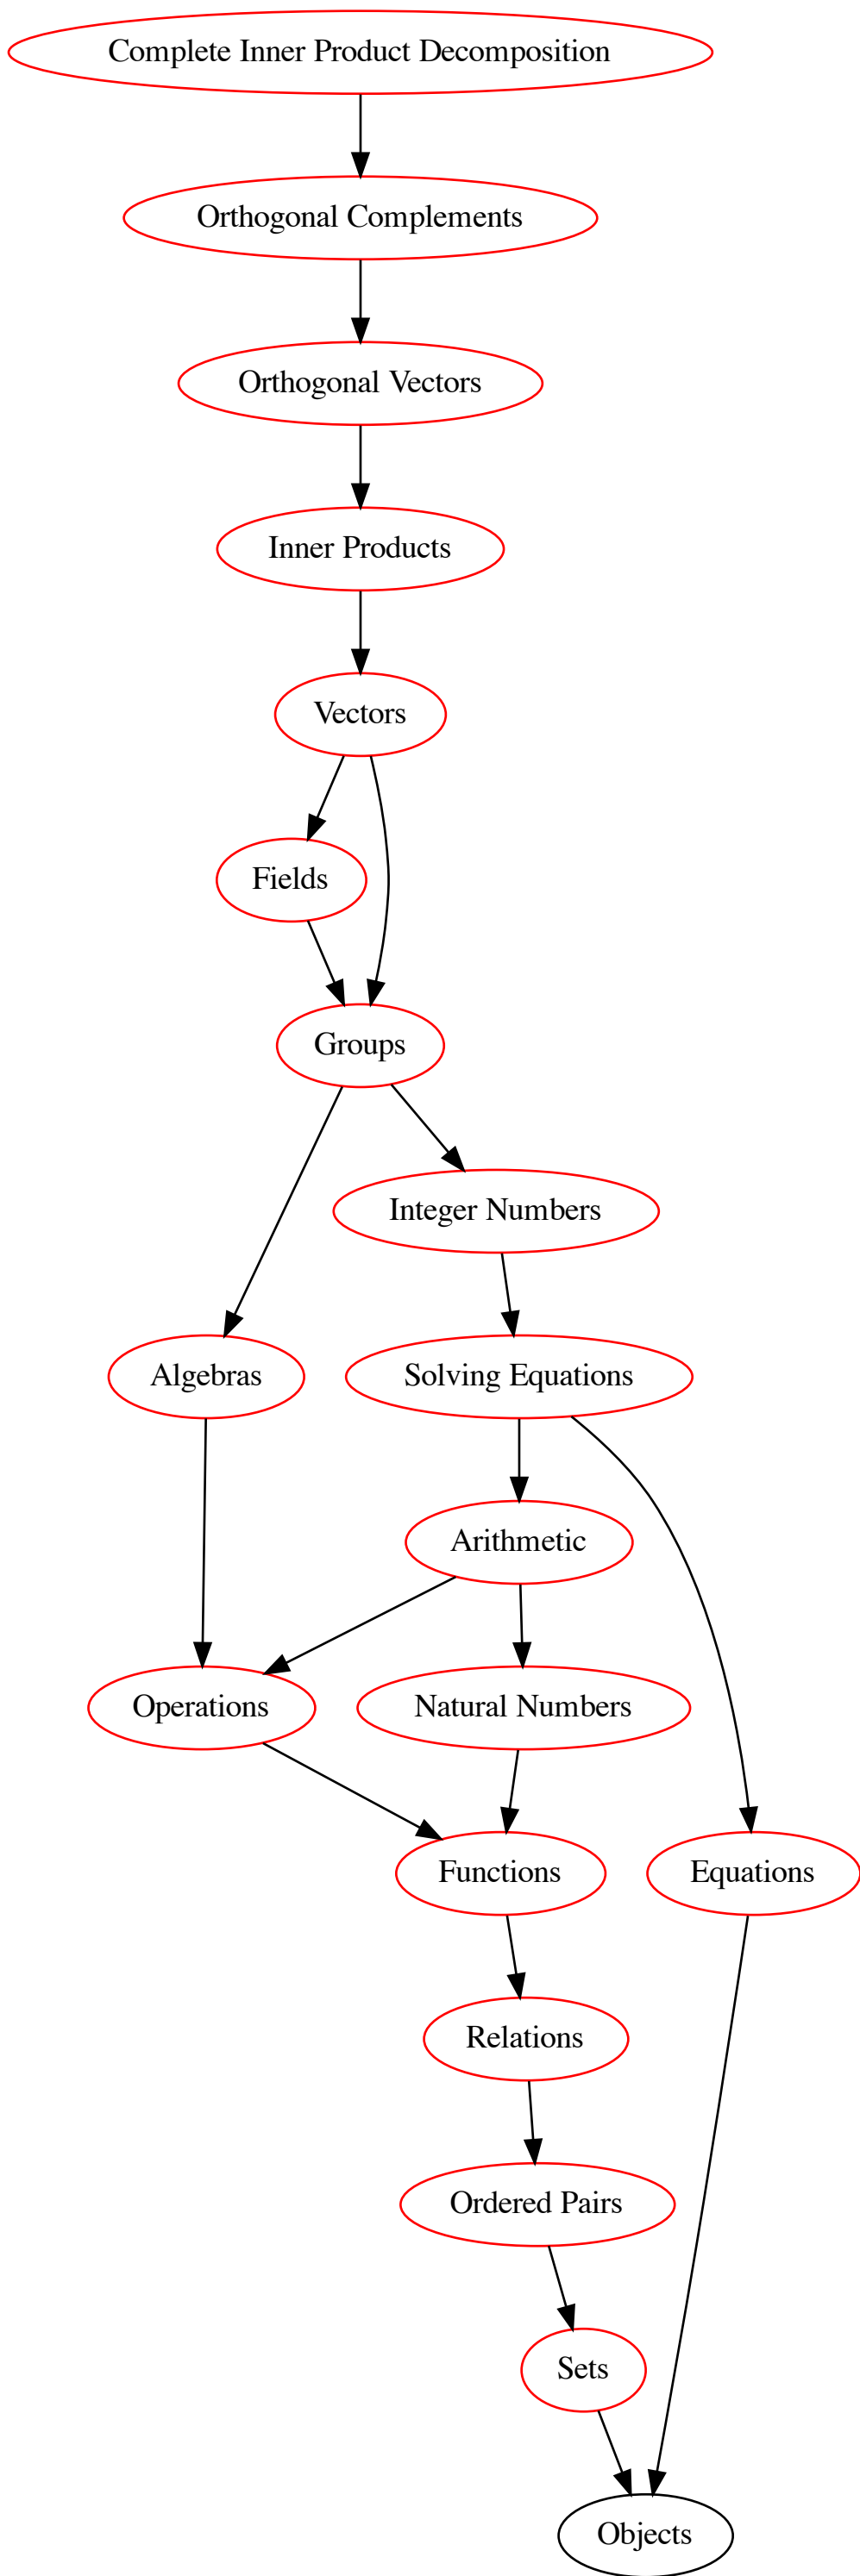 Complete Inner Product Decomposition
Orthogonal Complements
Orthogonal Vectors
Inner Products
Vectors
Fields
Groups
Integer Numbers
Algebras
Solving Equations
Arithmetic
Operations
Natural Numbers
Functions
Equations
Relations
Ordered Pairs
Sets
Objects